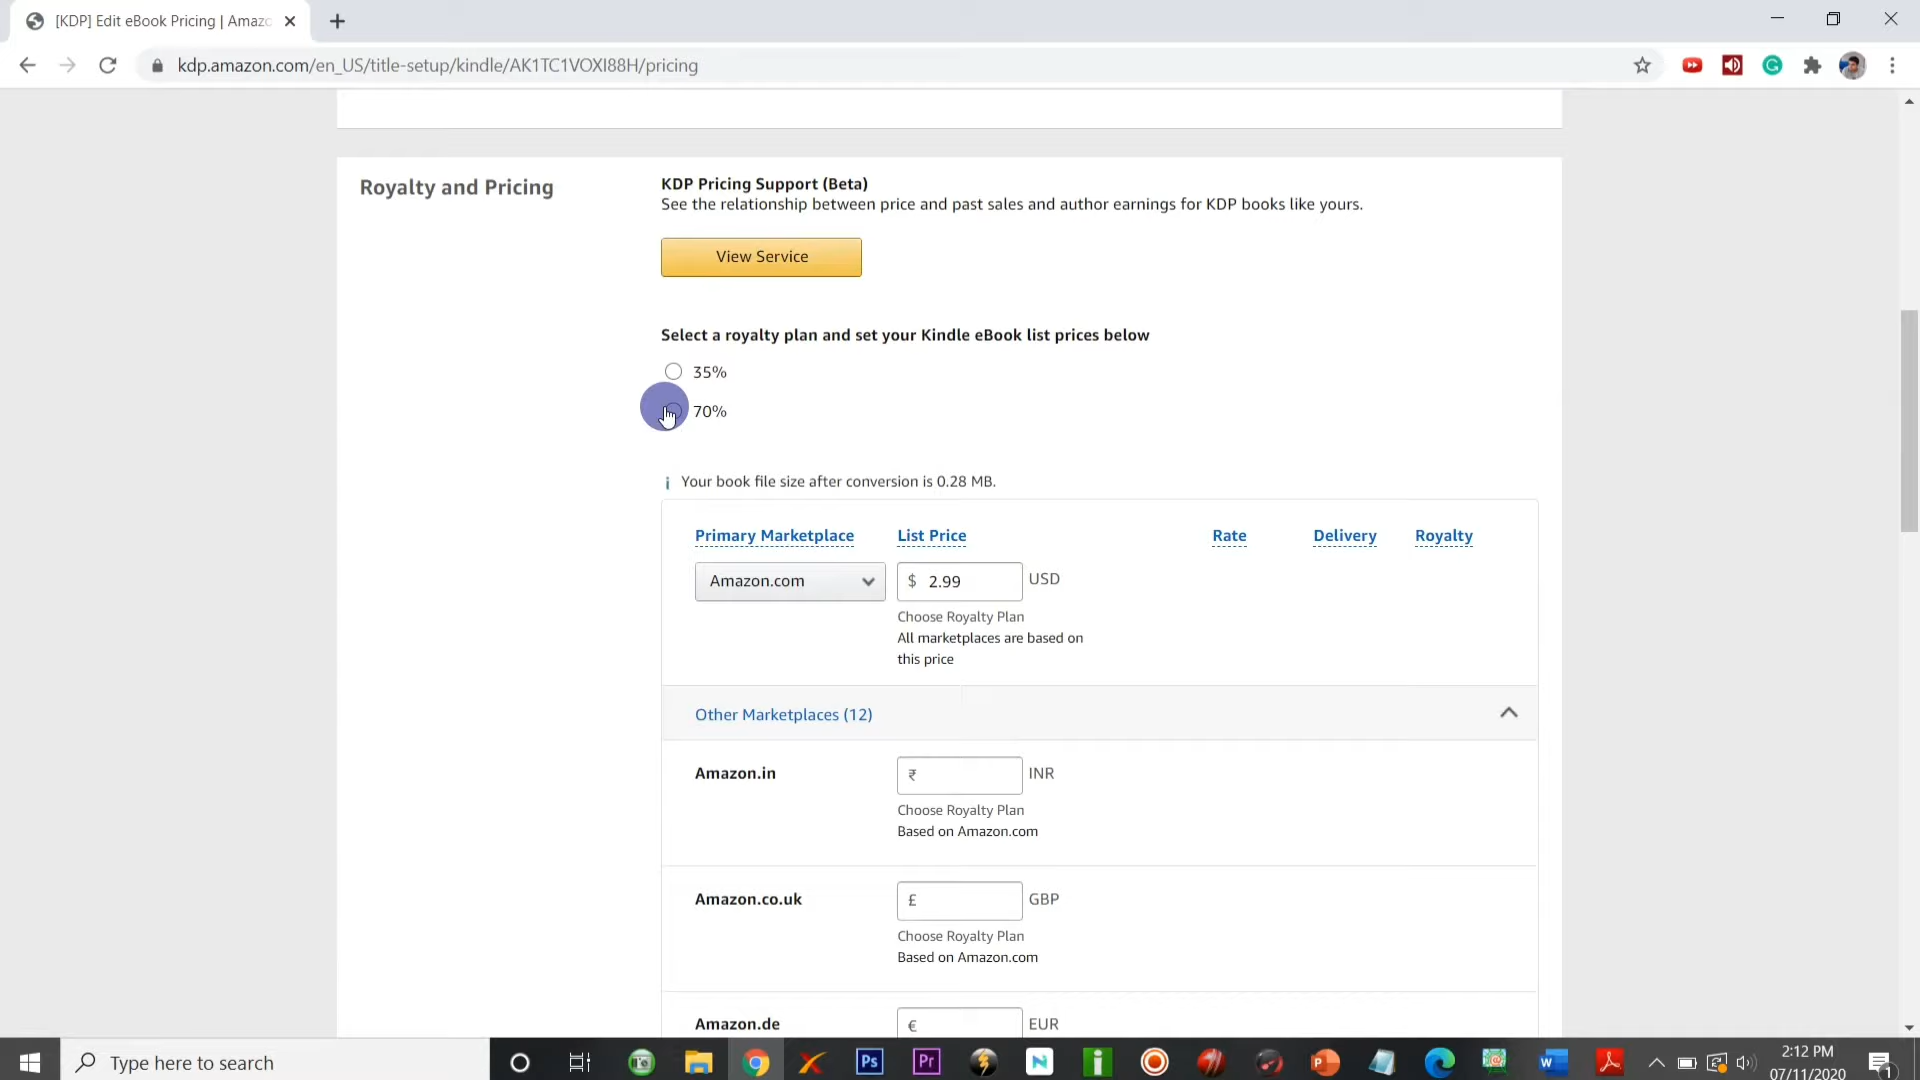 [KDP] Edit eBook Pricing | Amaz
kdp.amazon.com/en_US/title-setup/kindle/AK1TC1VOXI88H/pricing
Royalty and Pricing
KDP Pricing Support (Beta)
See the relationship between price and past sales and author earnings for KDP books like yours.
View Service
Select a royalty plan and set your Kindle eBook list prices below
35%
70%
i Your book file size after conversion is 0.28 MB.
Primary Marketplace List Price Rate Delivery Royalty
Amazon.com $ 2.99 USD
Choose Royalty Plan
All marketplaces are based on
this price
Other Marketplaces (12)
Amazon.in ₹ INR
Choose Royalty Plan
Based on Amazon.com
Amazon.co.uk £ GBP
Choose Royalty Plan
Based on Amazon.com
Amazon.de € EUR
Type here to search
Ps
Pr
2:12 PM
07/11/2020
1